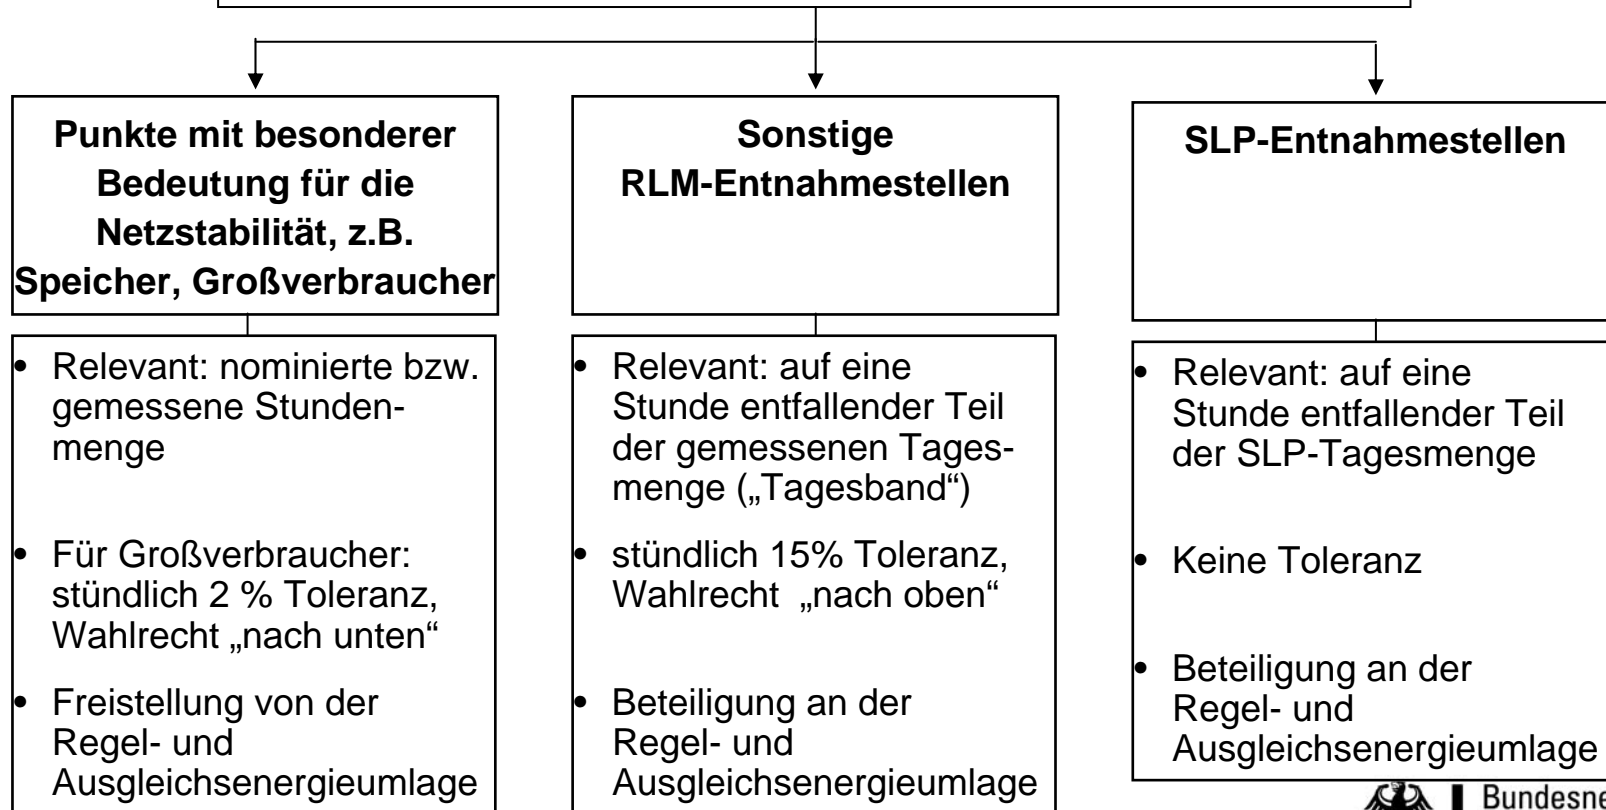 Punkte mit besonderer
Bedeutung für die
Netzstabilität, z.B.
Speicher, Großverbraucher
• Relevant: nominierte bzw.
gemessene Stunden-
menge
• Für Großverbraucher:
stündlich 2 % Toleranz,
Wahlrecht „nach unten“
• Freistellung von der
Regel- und
Ausgleichsenergieumlage
Sonstige
RLM-Entnahmestellen
• Relevant: auf eine
Stunde entfallender Teil
der gemessenen Tages-
menge („Tagesband“)
• stündlich 15% Toleranz,
Wahlrecht „nach oben“
• Beteiligung an der
Regel- und
Ausgleichsenergieumlage
SLP-Entnahmestellen
• Relevant: auf eine
Stunde entfallender Teil
der SLP-Tagesmenge
• Keine Toleranz
• Beteiligung an der
Regel- und
Ausgleichsenergieumlage